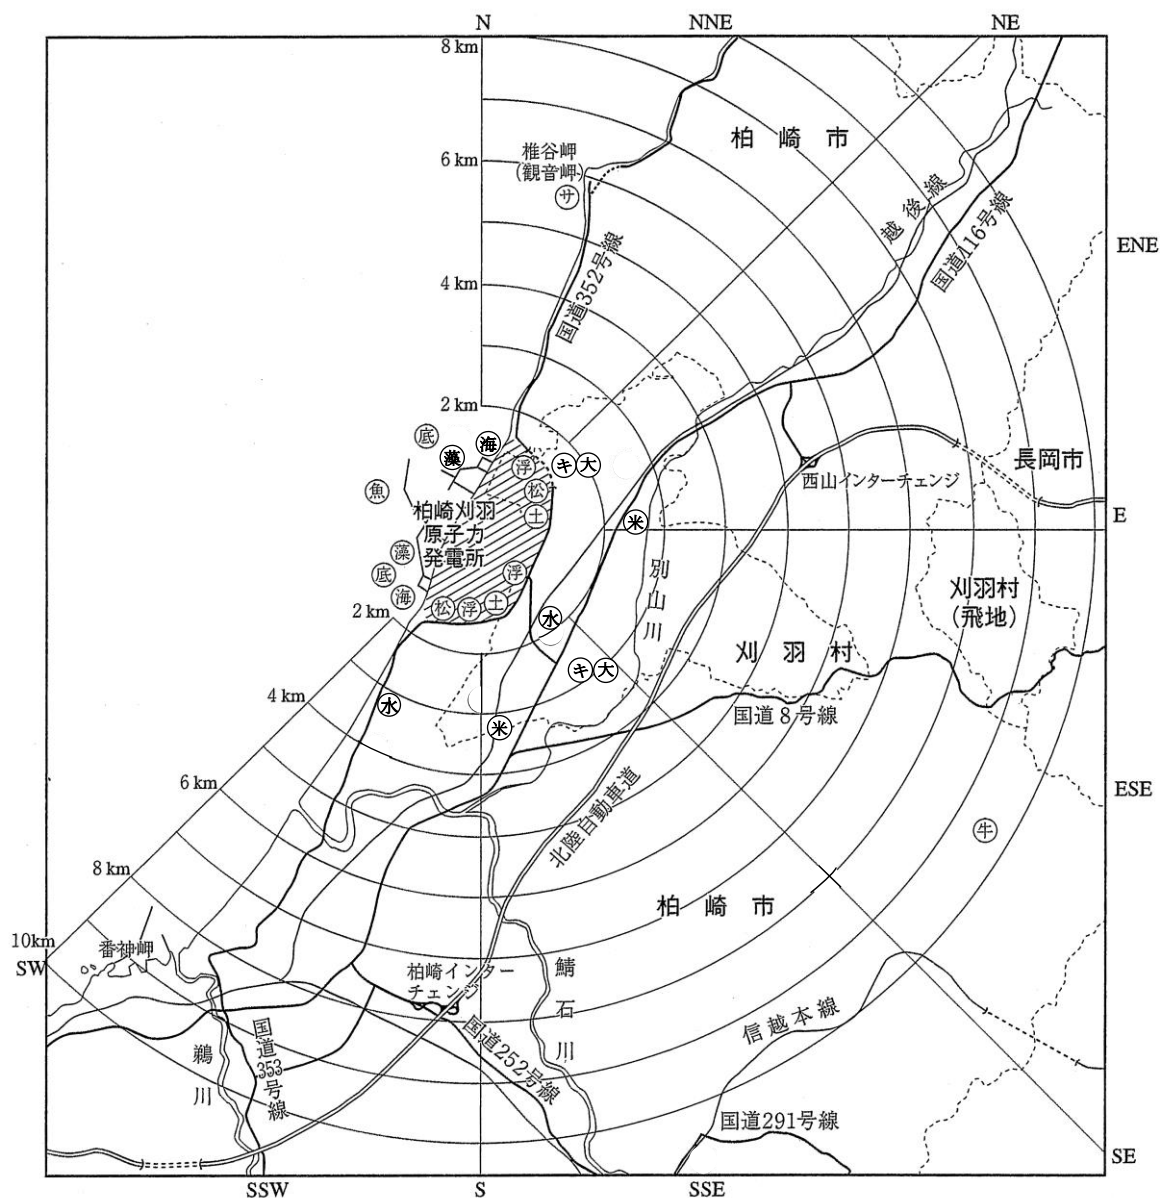 N
NNE
NE
8 km
柏崎市
椎谷岬
(観音岬)
6 km
サ
越後線
国道116号線
ENE
国道352号線
4 km
2 km
底
海
藻
浮
キ
大
長岡市
西山インターチェンジ
魚
松
柏崎刈羽
原子力
発電所
土
米
E
藻
別山川
底
浮
刈羽村
(飛地)
海
松
浮
土
2 km
水
刈羽村
キ
大
4 km
水
米
国道8号線
6 km
北陸自動車道
ESE
牛
8 km
柏崎市
10km
番神岬
SW
柏崎インター
チェンジ
鯖石川
信越本線
国道353号線
国道252号線
鵜川
国道291号線
SE
SSW
S
SSE